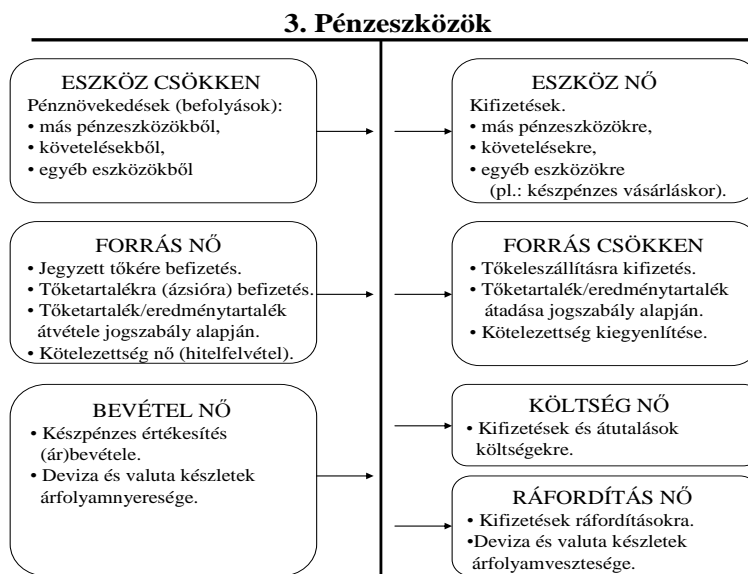 3. Pénzeszközök
ESZKÖZ CSÖKKEN
Pénznövekedések (befolyások):
• más pénzeszközökből,
• követelésekből,
• egyéb eszközökből
FORRÁS NŐ
• Jegyzett tőkére befizetés.
• Tőketartalékra (ázsióra) befizetés.
• Tőketartalék/eredménytartalék
átvétele jogszabály alapján.
• Kötelezettség nő (hitelfelvétel).
BEVÉTEL NŐ
• Készpénzes értékesítés
(ár)bevétele.
• Deviza és valuta készletek
árfolyamnyeresége.
ESZKÖZ NŐ
Kifizetések.
• más pénzeszközökre,
• követelésekre,
• egyéb eszközökre
(pl.: készpénzes vásárláskor).
FORRÁS CSÖKKEN
• Tőkeleszállításra kifizetés.
• Tőketartalék/eredménytartalék
átadása jogszabály alapján.
• Kötelezettség kiegyenlítése.
KÖLTSÉG NŐ
• Kifizetések és átutalások
költségekre.
RÁFORDÍTÁS NŐ
• Kifizetések ráfordításokra.
•Deviza és valuta készletek
árfolyamvesztesége.